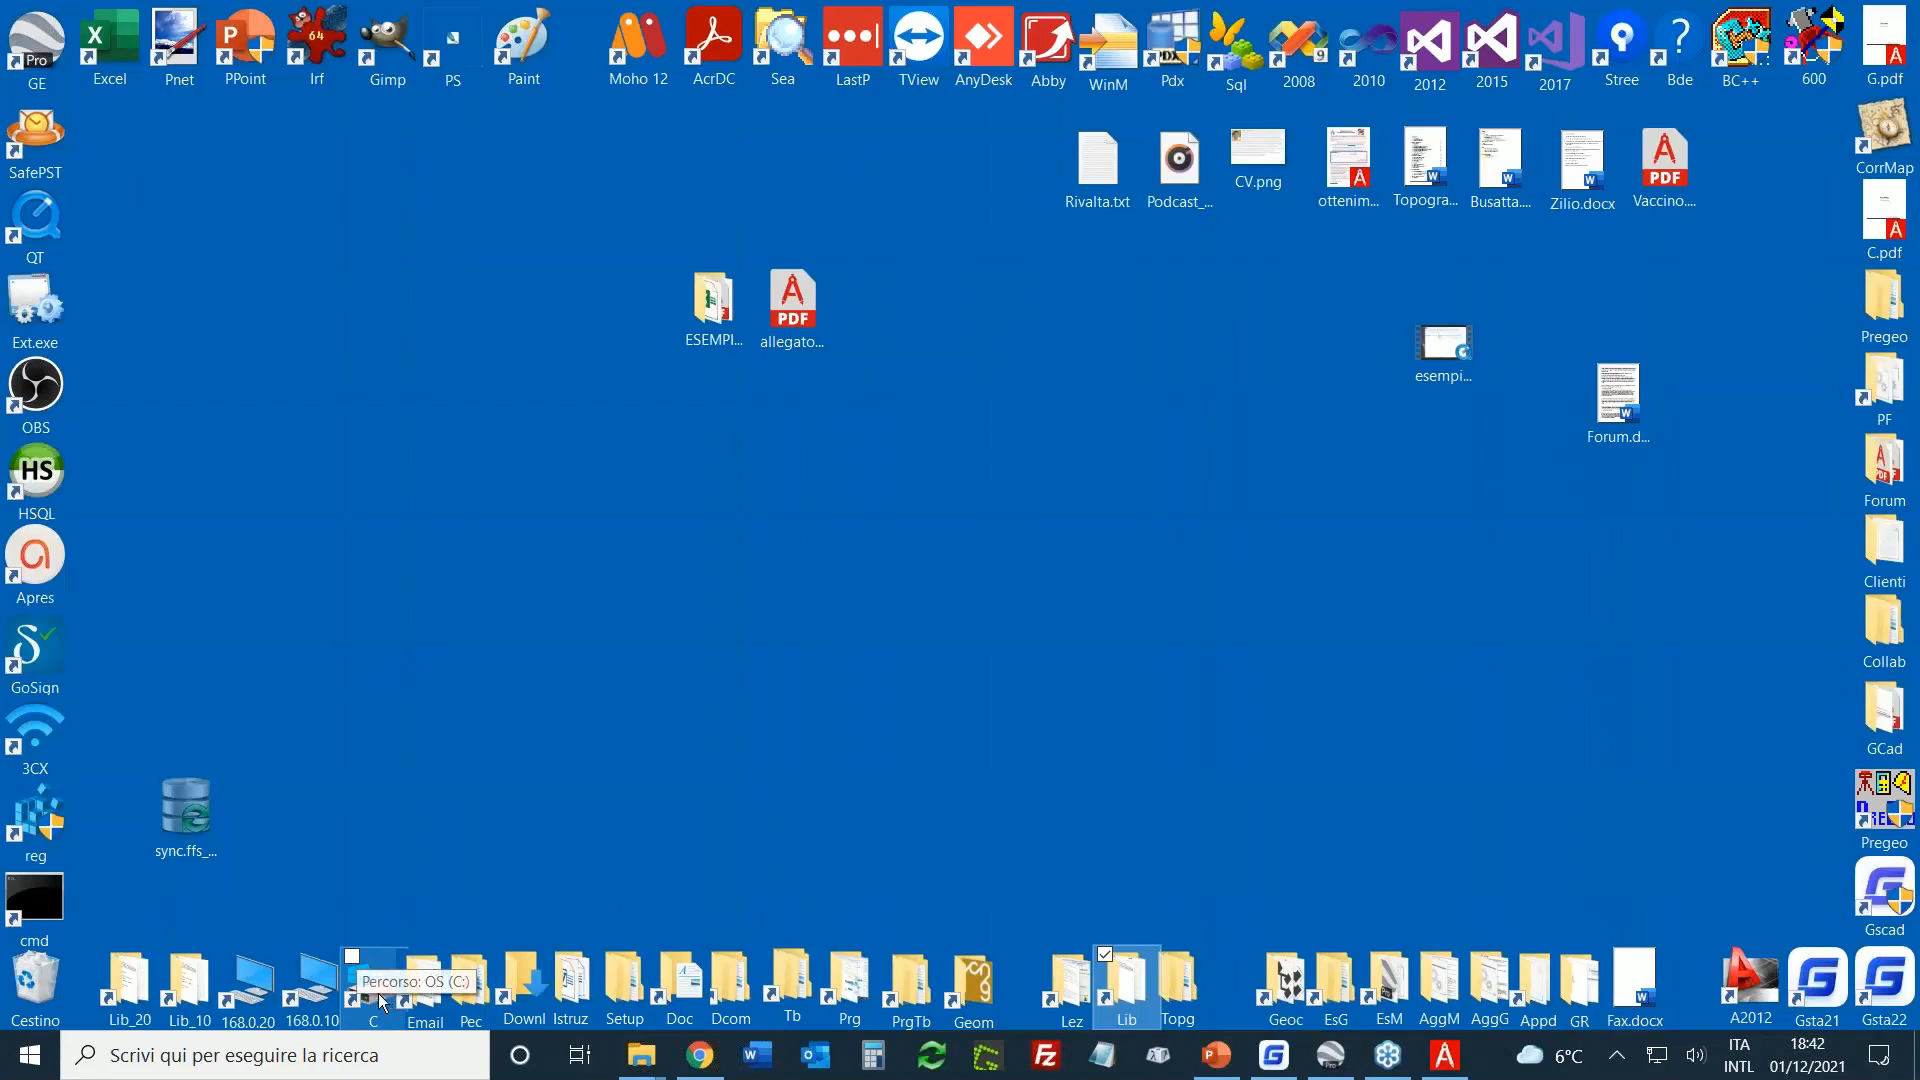 GE
Excel
Pnet
PPoint
Irf
Gimp
PS
Paint
Moho 12
AcrDC
Sea
LastP
TView
AnyDesk
Abby
WinM
Pdx
Sql
2008
2010
2012
2015
2017
Stree
Bde
BC++
600
G.pdf
SafePST
CorrMap
Rivalta.txt
Podcast_...
CV.png
ottenim...
Topogra...
Busatta....
Zilio.docx
Vaccino....
QT
C.pdf
Ext.exe
ESEMPI...
allegato...
esempi...
Pregeo
OBS
Forum.d...
PF
HSQL
Forum
Apres
Clienti
GoSign
Collab
3CX
GCad
reg
sync.ffs_...
Pregeo
cmd
Gscad
Percorso: OS (C:)
Cestino
Lib_20
Lib_10
168.0.20
168.0.10
C
Email
Pec
Downl
Istruz
Setup
Doc
Dcom
Tb
Prg
PrgTb
Geom
Lez
Lib
Topg
Geoc
EsG
EsM
AggM
AggG
Appd
GR
Fax.docx
A2012
Gsta21
Gsta22
Scrivi qui per eseguire la ricerca
6°C
ITA
INTL
18:42
01/12/2021